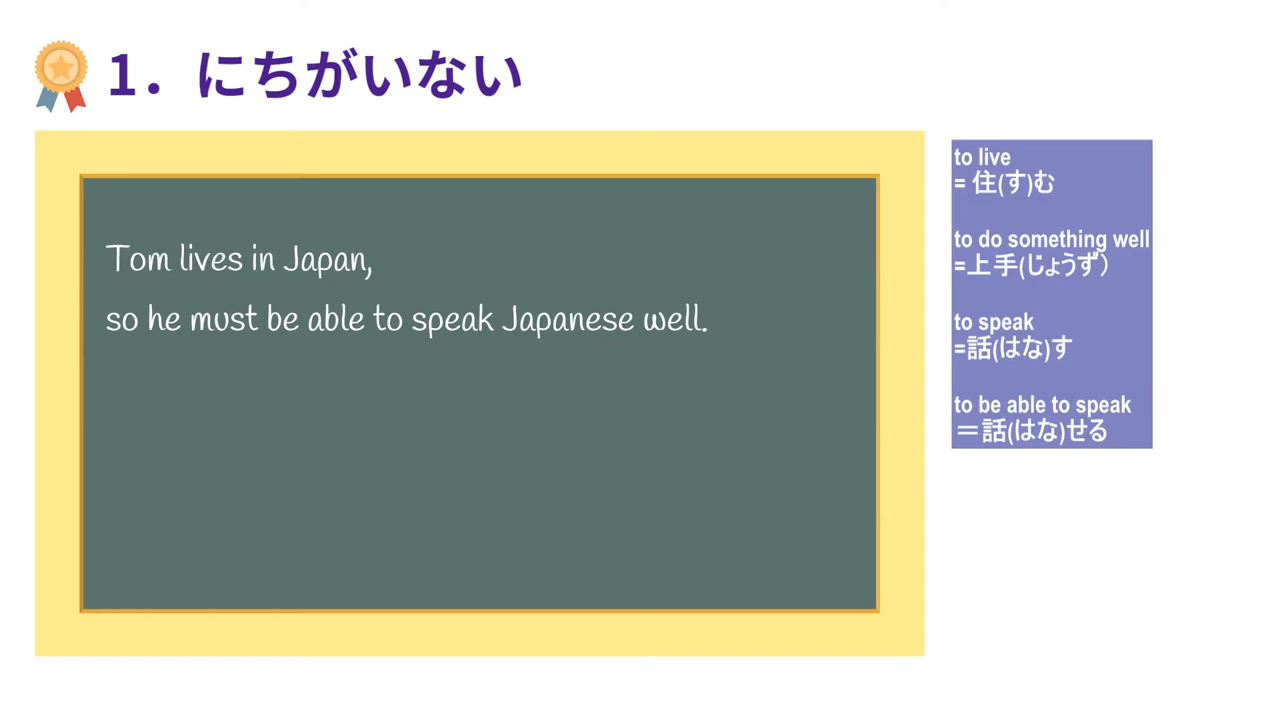 1. にちがいない
Tom lives in Japan,
so he must be able to speak Japanese well.
to live
= 住(す)む
to do something well
=上手(じょうず）
to speak
=話(はな)す
to be able to speak
＝話(はな)せる